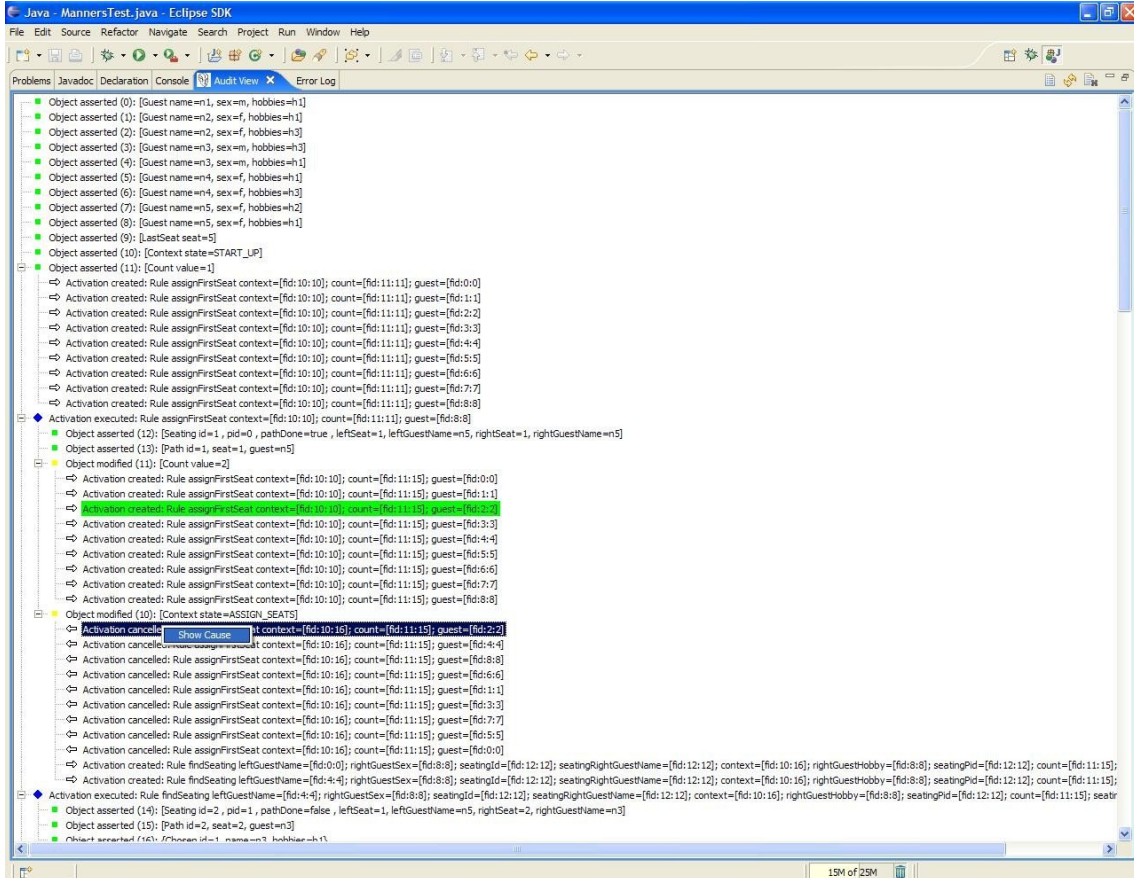 Java - MannersTest.java - Eclipse SDK
File Edit Source Refactor Navigate Search Project Run Window Help
Problems Javadoc Declaration Console Audit View Error Log
Object asserted (0): [Guest name=n1, sex=m, hobbies=h1]
Object asserted (1): [Guest name=n2, sex=f, hobbies=h1]
Object asserted (2): [Guest name=n2, sex=f, hobbies=h3]
Object asserted (3): [Guest name=n3, sex=m, hobbies=h3]
Object asserted (4): [Guest name=n3, sex=m, hobbies=h1]
Object asserted (5): [Guest name=n4, sex=f, hobbies=h1]
Object asserted (6): [Guest name=n4, sex=f, hobbies=h3]
Object asserted (7): [Guest name=n5, sex=f, hobbies=h2]
Object asserted (8): [Guest name=n5, sex=f, hobbies=h1]
Object asserted (9): [LastSeat seat=5]
Object asserted (10): [Context state=START_UP]
Object asserted (11): [Count value=1]
Activation created: Rule assignFirstSeat context=[fid:10:10]; count=[fid:11:11]; guest=[fid:0:0]
Activation created: Rule assignFirstSeat context=[fid:10:10]; count=[fid:11:11]; guest=[fid:1:1]
Activation created: Rule assignFirstSeat context=[fid:10:10]; count=[fid:11:11]; guest=[fid:2:2]
Activation created: Rule assignFirstSeat context=[fid:10:10]; count=[fid:11:11]; guest=[fid:3:3]
Activation created: Rule assignFirstSeat context=[fid:10:10]; count=[fid:11:11]; guest=[fid:4:4]
Activation created: Rule assignFirstSeat context=[fid:10:10]; count=[fid:11:11]; guest=[fid:5:5]
Activation created: Rule assignFirstSeat context=[fid:10:10]; count=[fid:11:11]; guest=[fid:6:6]
Activation created: Rule assignFirstSeat context=[fid:10:10]; count=[fid:11:11]; guest=[fid:7:7]
Activation created: Rule assignFirstSeat context=[fid:10:10]; count=[fid:11:11]; guest=[fid:8:8]
Activation executed: Rule assignFirstSeat context=[fid:10:10]; count=[fid:11:11]; guest=[fid:8:8]
Object asserted (12): [Seating id=1 , pid=0 , pathDone=true , leftSeat=1, leftGuestName=n5, rightSeat=1, rightGuestName=n5]
Object asserted (13): [Path id=1, seat=1, guest=n5]
Object modified (11): [Count value=2]
Activation created: Rule assignFirstSeat context=[fid:10:10]; count=[fid:11:15]; guest=[fid:0:0]
Activation created: Rule assignFirstSeat context=[fid:10:10]; count=[fid:11:15]; guest=[fid:1:1]
Activation created: Rule assignFirstSeat context=[fid:10:10]; count=[fid:11:15]; guest=[fid:2:2]
Activation created: Rule assignFirstSeat context=[fid:10:10]; count=[fid:11:15]; guest=[fid:3:3]
Activation created: Rule assignFirstSeat context=[fid:10:10]; count=[fid:11:15]; guest=[fid:4:4]
Activation created: Rule assignFirstSeat context=[fid:10:10]; count=[fid:11:15]; guest=[fid:5:5]
Activation created: Rule assignFirstSeat context=[fid:10:10]; count=[fid:11:15]; guest=[fid:6:6]
Activation created: Rule assignFirstSeat context=[fid:10:10]; count=[fid:11:15]; guest=[fid:7:7]
Activation created: Rule assignFirstSeat context=[fid:10:10]; count=[fid:11:15]; guest=[fid:8:8]
Object modified (10): [Context state=ASSIGN_SEATS]
Activation cancelle Show Cause at context=[fid:10:16]; count=[fid:11:15]; guest=[fid:2:2]
Activation cancelled: Rule assignFirstSeat context=[fid:10:16]; count=[fid:11:15]; guest=[fid:4:4]
Activation cancelled: Rule assignFirstSeat context=[fid:10:16]; count=[fid:11:15]; guest=[fid:8:8]
Activation cancelled: Rule assignFirstSeat context=[fid:10:16]; count=[fid:11:15]; guest=[fid:6:6]
Activation cancelled: Rule assignFirstSeat context=[fid:10:16]; count=[fid:11:15]; guest=[fid:1:1]
Activation cancelled: Rule assignFirstSeat context=[fid:10:16]; count=[fid:11:15]; guest=[fid:3:3]
Activation cancelled: Rule assignFirstSeat context=[fid:10:16]; count=[fid:11:15]; guest=[fid:7:7]
Activation cancelled: Rule assignFirstSeat context=[fid:10:16]; count=[fid:11:15]; guest=[fid:5:5]
Activation cancelled: Rule assignFirstSeat context=[fid:10:16]; count=[fid:11:15]; guest=[fid:0:0]
Activation created: Rule findSeating leftGuestName=[fid:0:0]; rightGuestSex=[fid:8:8]; seatingId=[fid:12:12]; seatingRightGuestName=[fid:12:12]; context=[fid:10:16]; rightGuestHobby=[fid:8:8]; seatingPid=[fid:12:12]; count=[fid:11:15];
Activation created: Rule findSeating leftGuestName=[fid:4:4]; rightGuestSex=[fid:8:8]; seatingId=[fid:12:12]; seatingRightGuestName=[fid:12:12]; context=[fid:10:16]; rightGuestHobby=[fid:8:8]; seatingPid=[fid:12:12]; count=[fid:11:15];
Activation executed: Rule findSeating leftGuestName=[fid:4:4]; rightGuestSex=[fid:8:8]; seatingId=[fid:12:12]; seatingRightGuestName=[fid:12:12]; context=[fid:10:16]; rightGuestHobby=[fid:8:8]; seatingPid=[fid:12:12]; count=[fid:11:15]; seatin
Object asserted (14): [Seating id=2 , pid=1 , pathDone=false , leftSeat=1, leftGuestName=n5, rightSeat=2, rightGuestName=n3]
Object asserted (15): [Path id=2, seat=2, guest=n3]
Object asserted (16): {Chosen id=1, name=n3, hobbies=h1}
15M of 25M